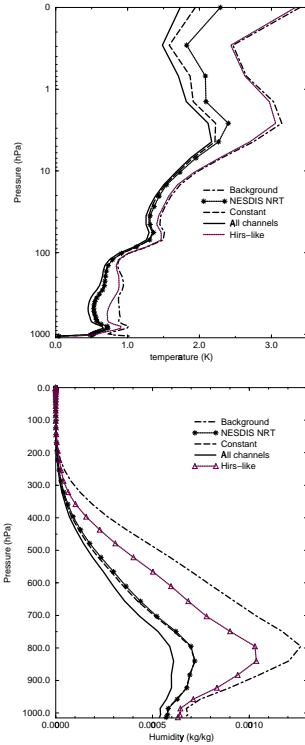 0
1
10
100
1000
Pressure (hPa)
0.0
1.0
2.0
3.0
temperature (K)
Background
NESDIS NRT
Constant
All channels
Hirs-like
0.0
100.0
200.0
300.0
400.0
500.0
600.0
700.0
800.0
900.0
1000.0
Pressure (hPa)
0.0000
0.0005
0.0010
Humidity (kg/kg)
Background
NESDIS NRT
Constant
All channels
Hirs-like